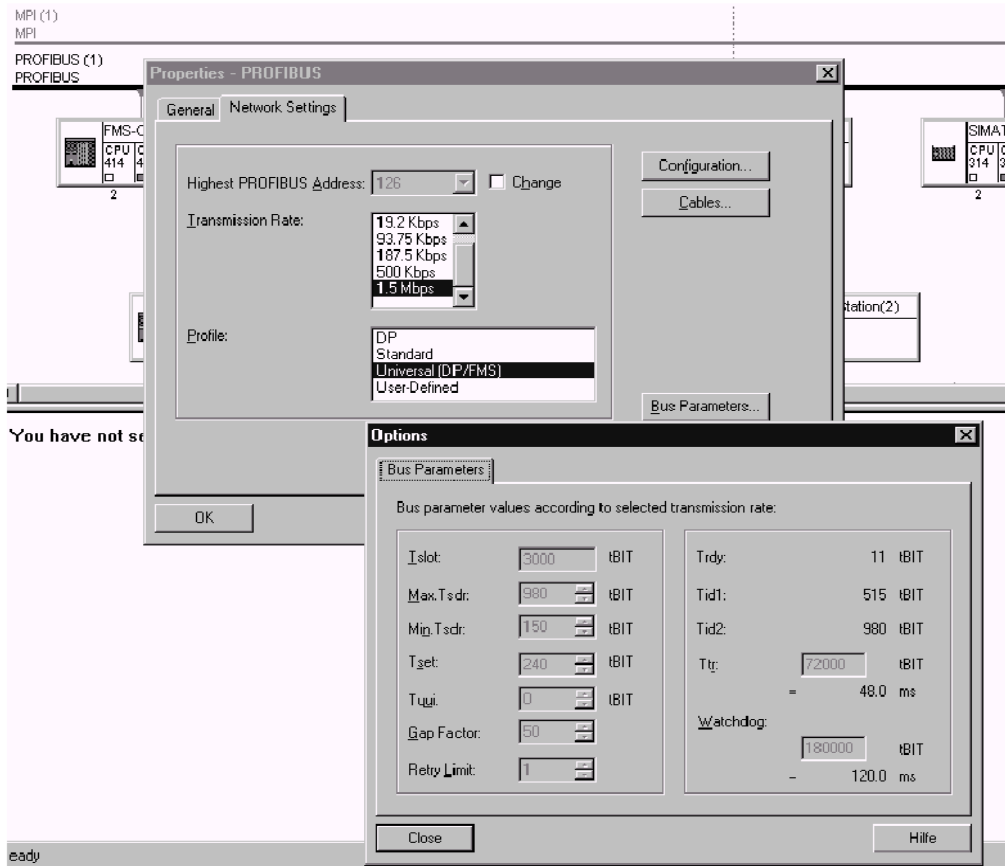 MPI (1)
MPI
PROFIBUS (1)
PROFIBUS
Properties - PROFIBUS
General
Network Settings
FMS-C
CPU
414
2
SIMAT
CPU
314
2
Highest PROFIBUS Address:
126
Change
Configuration...
Cables...
Transmission Rate:
19.2 Kbps
93.75 Kbps
187.5 Kbps
500 Kbps
1.5 Mbps
tation(2)
Profile:
DP
Standard
Universal (DP/FMS)
User-Defined
Bus Parameters...
You have not se
OK
Options
Bus Parameters
Bus parameter values according to selected transmission rate:
Tslot: 3000 tBIT
Max.Tsdr: 980 tBIT
Min.Tsdr: 150 tBIT
Tset: 240 tBIT
Tqui. 0 tBIT
Gap Factor: 50
Retry Limit: 1
Trdy: 11 tBIT
Tid1: 515 tBIT
Tid2: 980 tBIT
Ttr: 72000 tBIT
= 48.0 ms
Watchdog:
180000 tBIT
= 120.0 ms
Close
Hilfe
eady